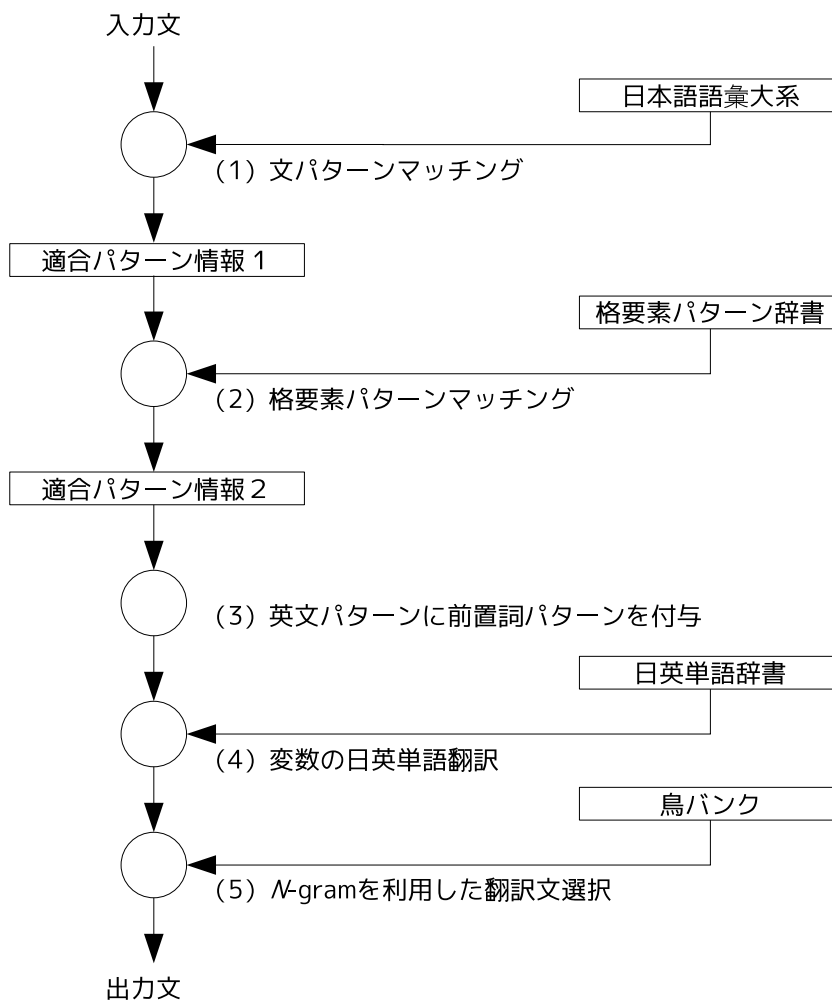 入力文
日本語語彙大系
(1) 文パターンマッチング
適合パターン情報1
格要素パターン辞書
(2) 格要素パターンマッチング
適合パターン情報2
(3) 英文パターンに前置詞パターンを付与
日英単語辞書
(4) 変数の日英単語翻訳
鳥バンク
(5) N-gramを利用した翻訳文選択
出力文